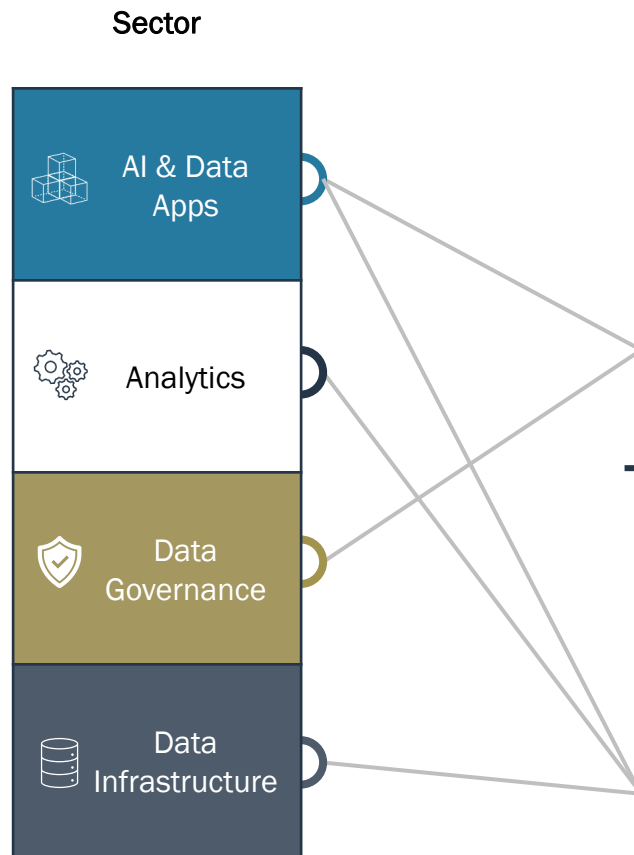 Sector
AI & Data
Apps
Analytics
Data
Governance
Data
Infrastructure